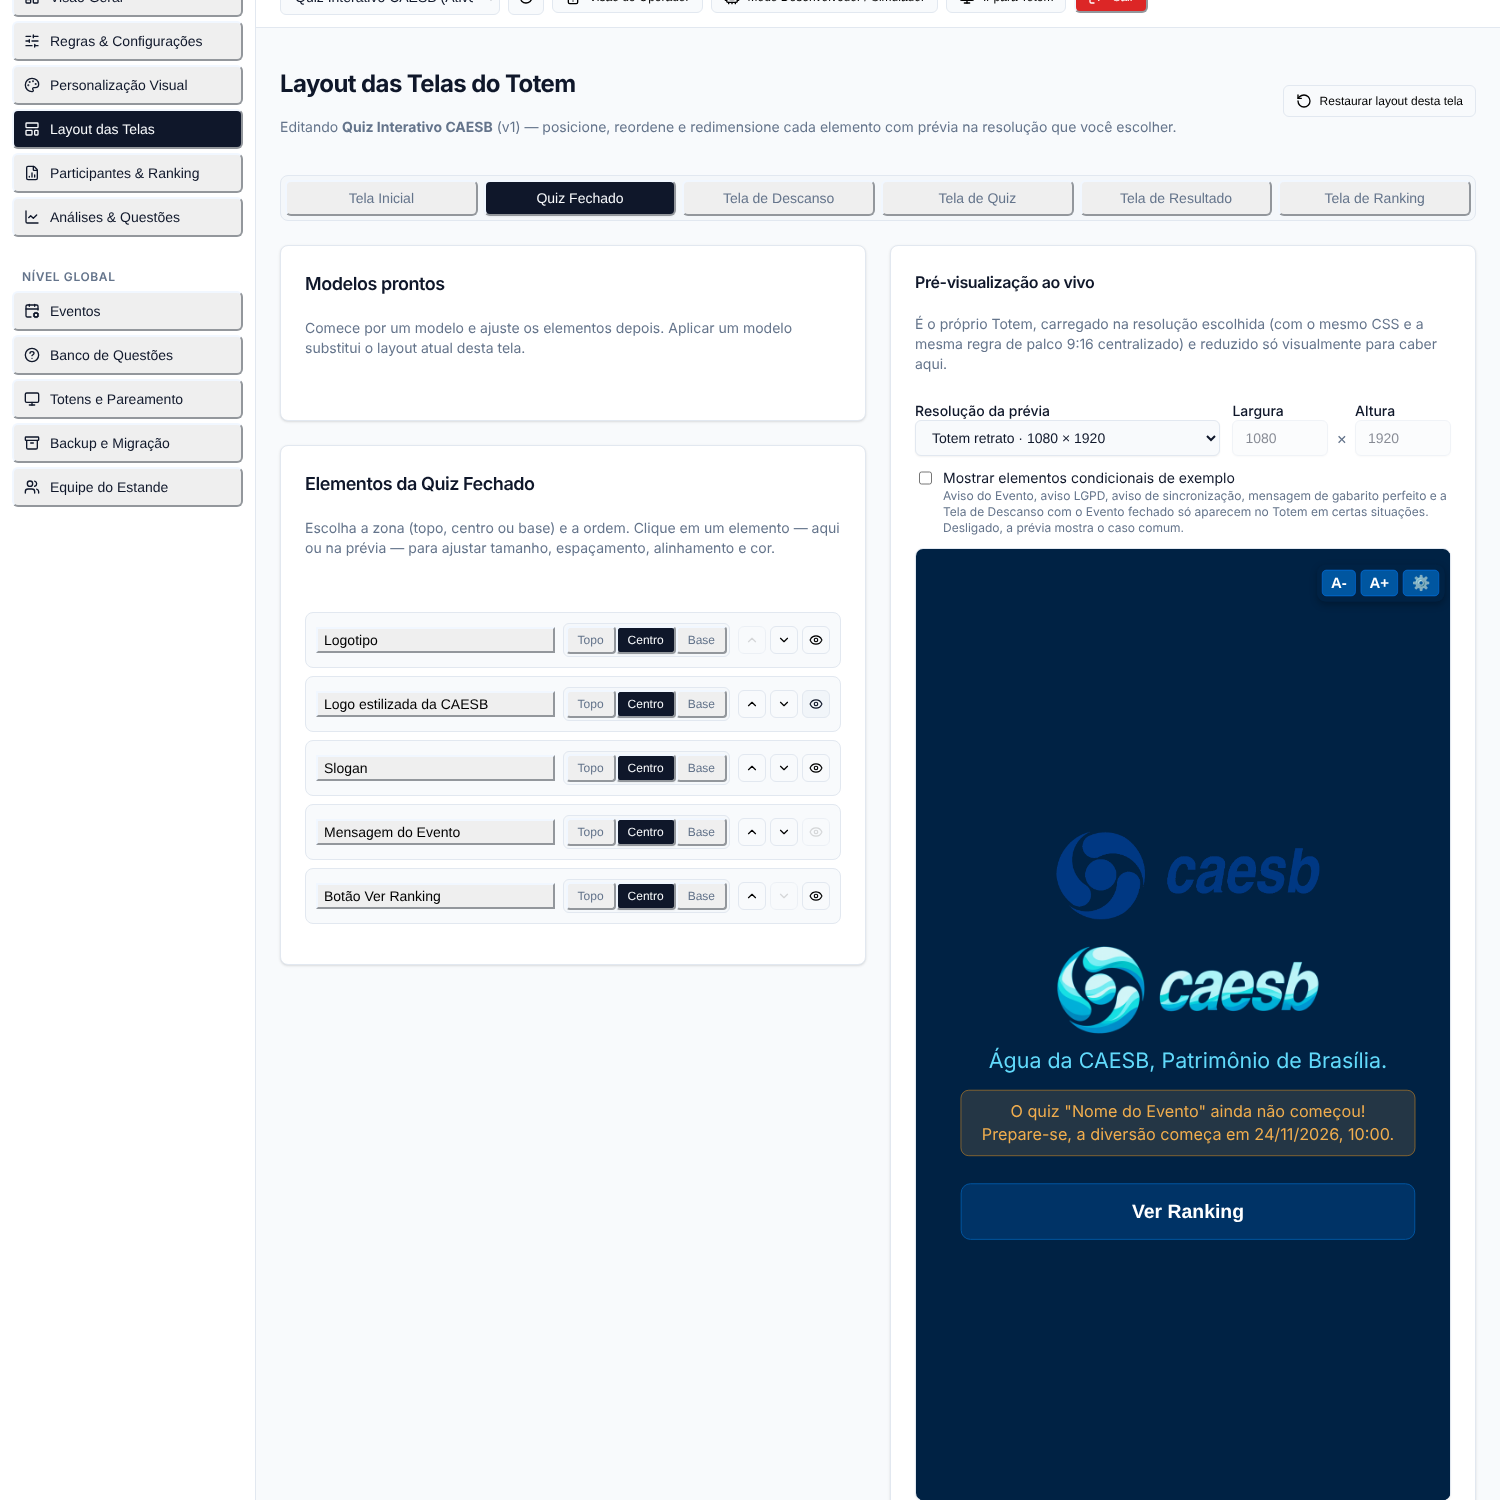 Regras & Configurações
Personalização Visual
Layout das Telas
Participantes & Ranking
Análises & Questões
NÍVEL GLOBAL
Eventos
Banco de Questões
Totens e Pareamento
Backup e Migração
Equipe do Estande
Layout das Telas do Totem
Editando Quiz Interativo CAESB (v1) — posicione, reordene e redimensione cada elemento com prévia na resolução que você escolher.
Restaurar layout desta tela
Tela Inicial
Quiz Fechado
Tela de Descanso
Tela de Quiz
Tela de Resultado
Tela de Ranking
Modelos prontos
Comece por um modelo e ajuste os elementos depois. Aplicar um modelo
substitui o layout atual desta tela.
Elementos da Quiz Fechado
Escolha a zona (topo, centro ou base) e a ordem. Clique em um elemento — aqui
ou na prévia — para ajustar tamanho, espaçamento, alinhamento e cor.
Logotipo Topo Centro Base
Logo estilizada da CAESB Topo Centro Base
Slogan Topo Centro Base
Mensagem do Evento Topo Centro Base
Botão Ver Ranking Topo Centro Base
Pré-visualização ao vivo
É o próprio Totem, carregado na resolução escolhida (com o mesmo CSS e a
mesma regra de palco 9:16 centralizado) e reduzido só visualmente para caber
aqui.
Resolução da prévia Largura Altura
Totem retrato · 1080 × 1920 1080 × 1920
Mostrar elementos condicionais de exemplo
Aviso do Evento, aviso LGPD, aviso de sincronização, mensagem de gabarito perfeito e a
Tela de Descanso com o Evento fechado só aparecem no Totem em certas situações.
Desligado, a prévia mostra o caso comum.
A- A+
caesb
caesb
Água da CAESB, Patrimônio de Brasília.
O quiz "Nome do Evento" ainda não começou!
Prepare-se, a diversão começa em 24/11/2026, 10:00.
Ver Ranking